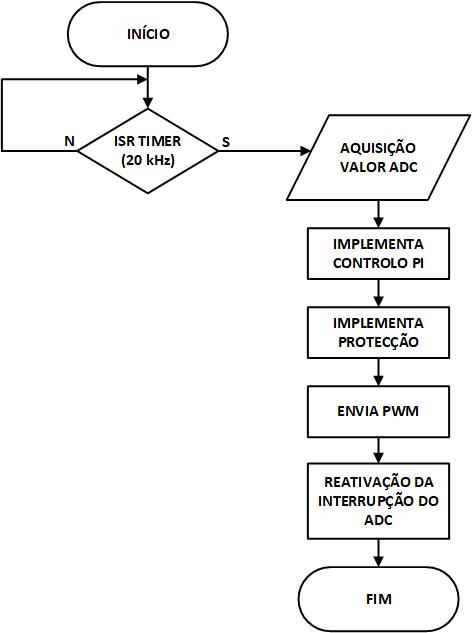 INÍCIO
N
ISR TIMER
(20 kHz)
S
AQUISIÇÃO
VALOR ADC
IMPLEMENTA
CONTROLO PI
IMPLEMENTA
PROTECÇÃO
ENVIA PWM
REATIVAÇÃO DA
INTERRUPÇÃO DO
ADC
FIM